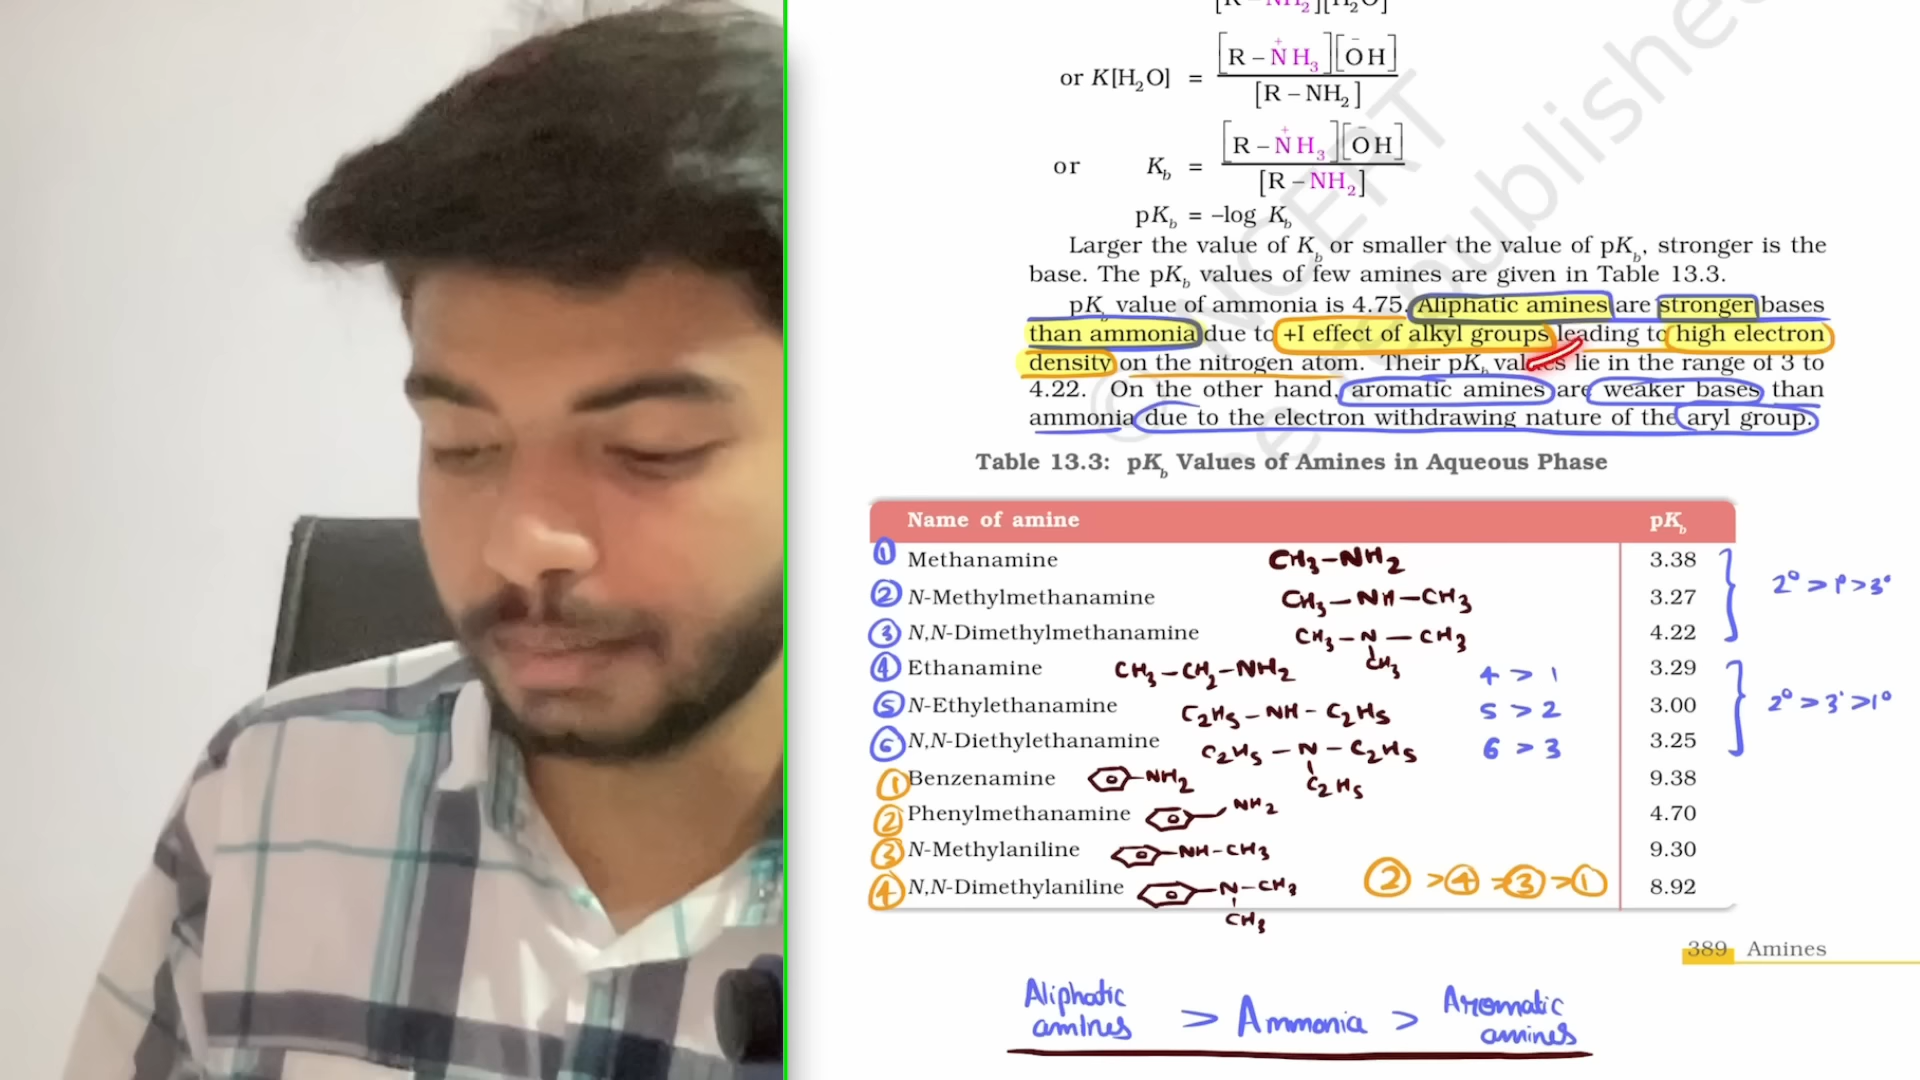 [R – NH₂][H₂O]
or K[H₂O] = [R – N⁺H₃][O⁻H] / [R – NH₂]
or K_b = [R – N⁺H₃][O⁻H] / [R – NH₂]
pK_b = –log K_b
Larger the value of K_b or smaller the value of pK_b, stronger is the
base. The pK_b values of few amines are given in Table 13.3.
pK_b value of ammonia is 4.75. Aliphatic amines are stronger bases
than ammonia due to +I effect of alkyl groups leading to high electron
density on the nitrogen atom. Their pK_b values lie in the range of 3 to
4.22. On the other hand, aromatic amines are weaker bases than
ammonia due to the electron withdrawing nature of the aryl group.
Table 13.3: pK_b Values of Amines in Aqueous Phase
Name of amine pK_b
① Methanamine CH₃–NH₂ 3.38
② N-Methylmethanamine CH₃–NH–CH₃ 3.27
2° > 1° > 3°
③ N,N-Dimethylmethanamine CH₃–N–CH₃ 4.22
CH₃
④ Ethanamine CH₃–CH₂–NH₂ 4 > 1 3.29
⑤ N-Ethylethanamine C₂H₅–NH–C₂H₅ 5 > 2 3.00
2° > 3° > 1°
⑥ N,N-Diethylethanamine C₂H₅–N–C₂H₅ 6 > 3 3.25
C₂H₅
① Benzenamine –NH₂ 9.38
② Phenylmethanamine NH₂ 4.70
③ N-Methylaniline –NH–CH₃ 9.30
④ N,N-Dimethylaniline –N–CH₃ ② > ④ > ③ > ① 8.92
CH₃
389 Amines
Aliphatic amines > Ammonia > Aromatic amines
© NCERT
be republished